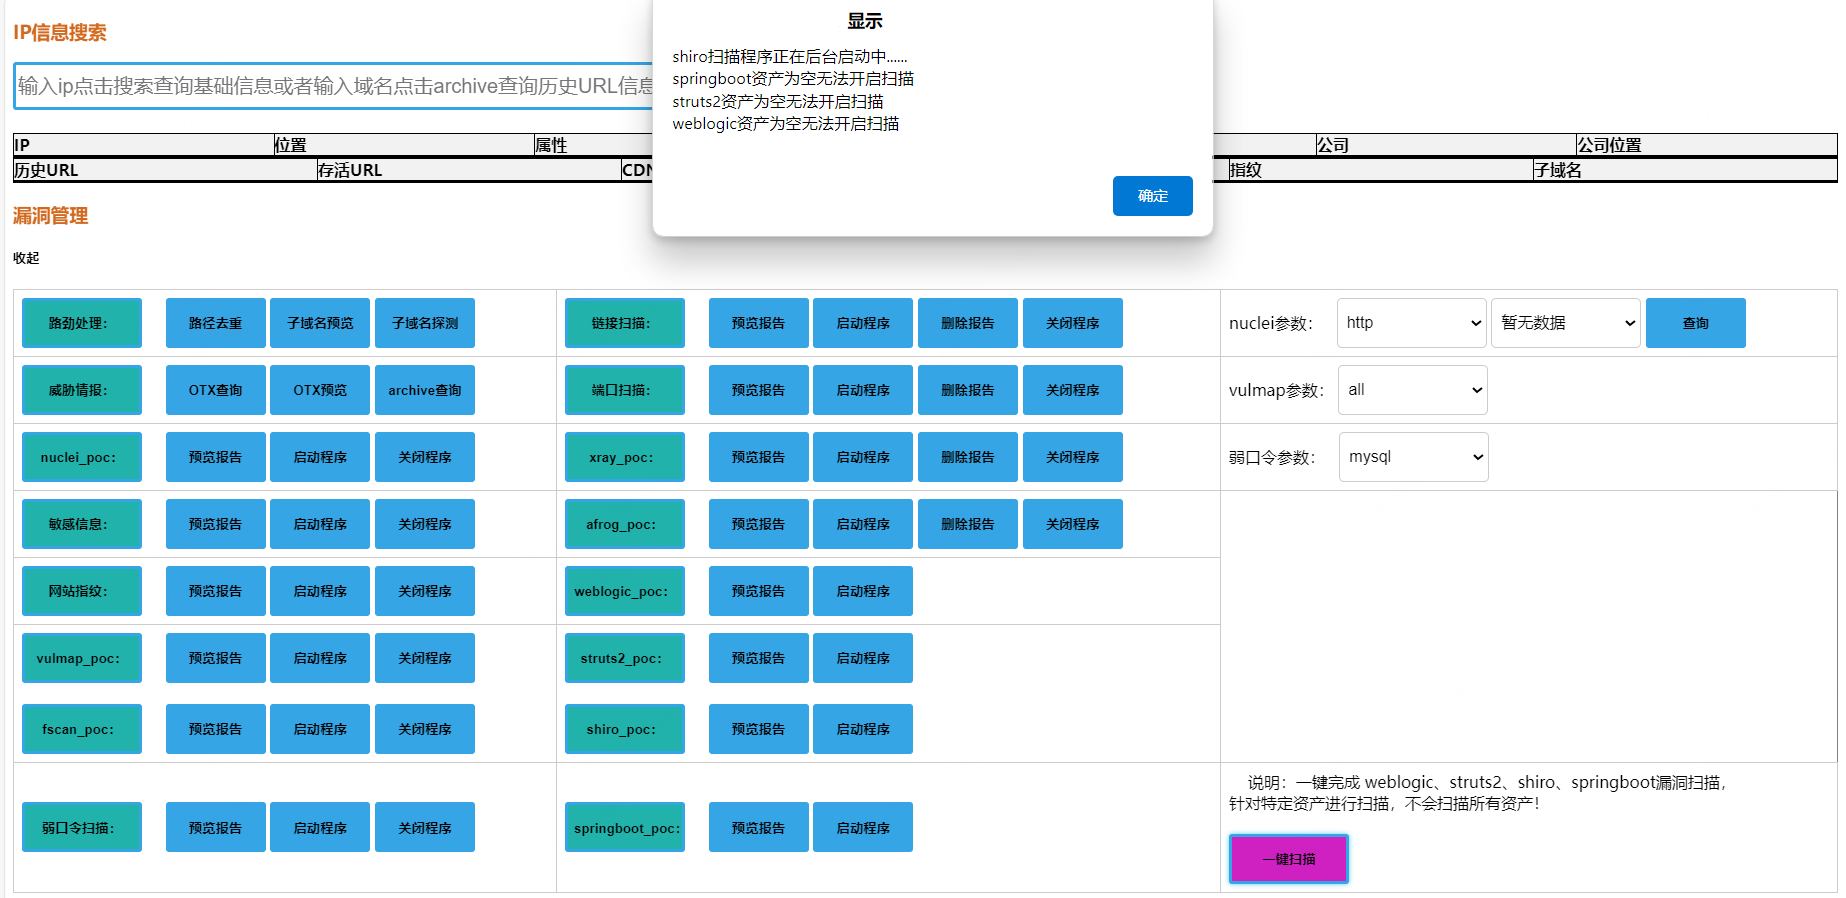 IP信息搜索
输入ip点击搜索查询基础信息或者输入域名点击archive查询历史URL信息
显示
shiro扫描程序正在后台启动中......
springboot资产为空无法开启扫描
struts2资产为空无法开启扫描
weblogic资产为空无法开启扫描
确定
IP 位置 属性 公司 公司位置
历史URL 存活URL CDN 指纹 子域名
漏洞管理
收起
路劲处理： 路径去重 子域名预览 子域名探测 链接扫描： 预览报告 启动程序 删除报告 关闭程序 nuclei参数： http 暂无数据 查询
威胁情报： OTX查询 OTX预览 archive查询 端口扫描： 预览报告 启动程序 删除报告 关闭程序 vulmap参数： all
nuclei_poc： 预览报告 启动程序 关闭程序 xray_poc： 预览报告 启动程序 删除报告 关闭程序 弱口令参数： mysql
敏感信息： 预览报告 启动程序 关闭程序 afrog_poc： 预览报告 启动程序 删除报告 关闭程序
网站指纹： 预览报告 启动程序 关闭程序 weblogic_poc： 预览报告 启动程序
vulmap_poc： 预览报告 启动程序 关闭程序 struts2_poc： 预览报告 启动程序
fscan_poc： 预览报告 启动程序 关闭程序 shiro_poc： 预览报告 启动程序
弱口令扫描： 预览报告 启动程序 关闭程序 springboot_poc： 预览报告 启动程序
说明：一键完成 weblogic、struts2、shiro、springboot漏洞扫描，
针对特定资产进行扫描，不会扫描所有资产！
一键扫描